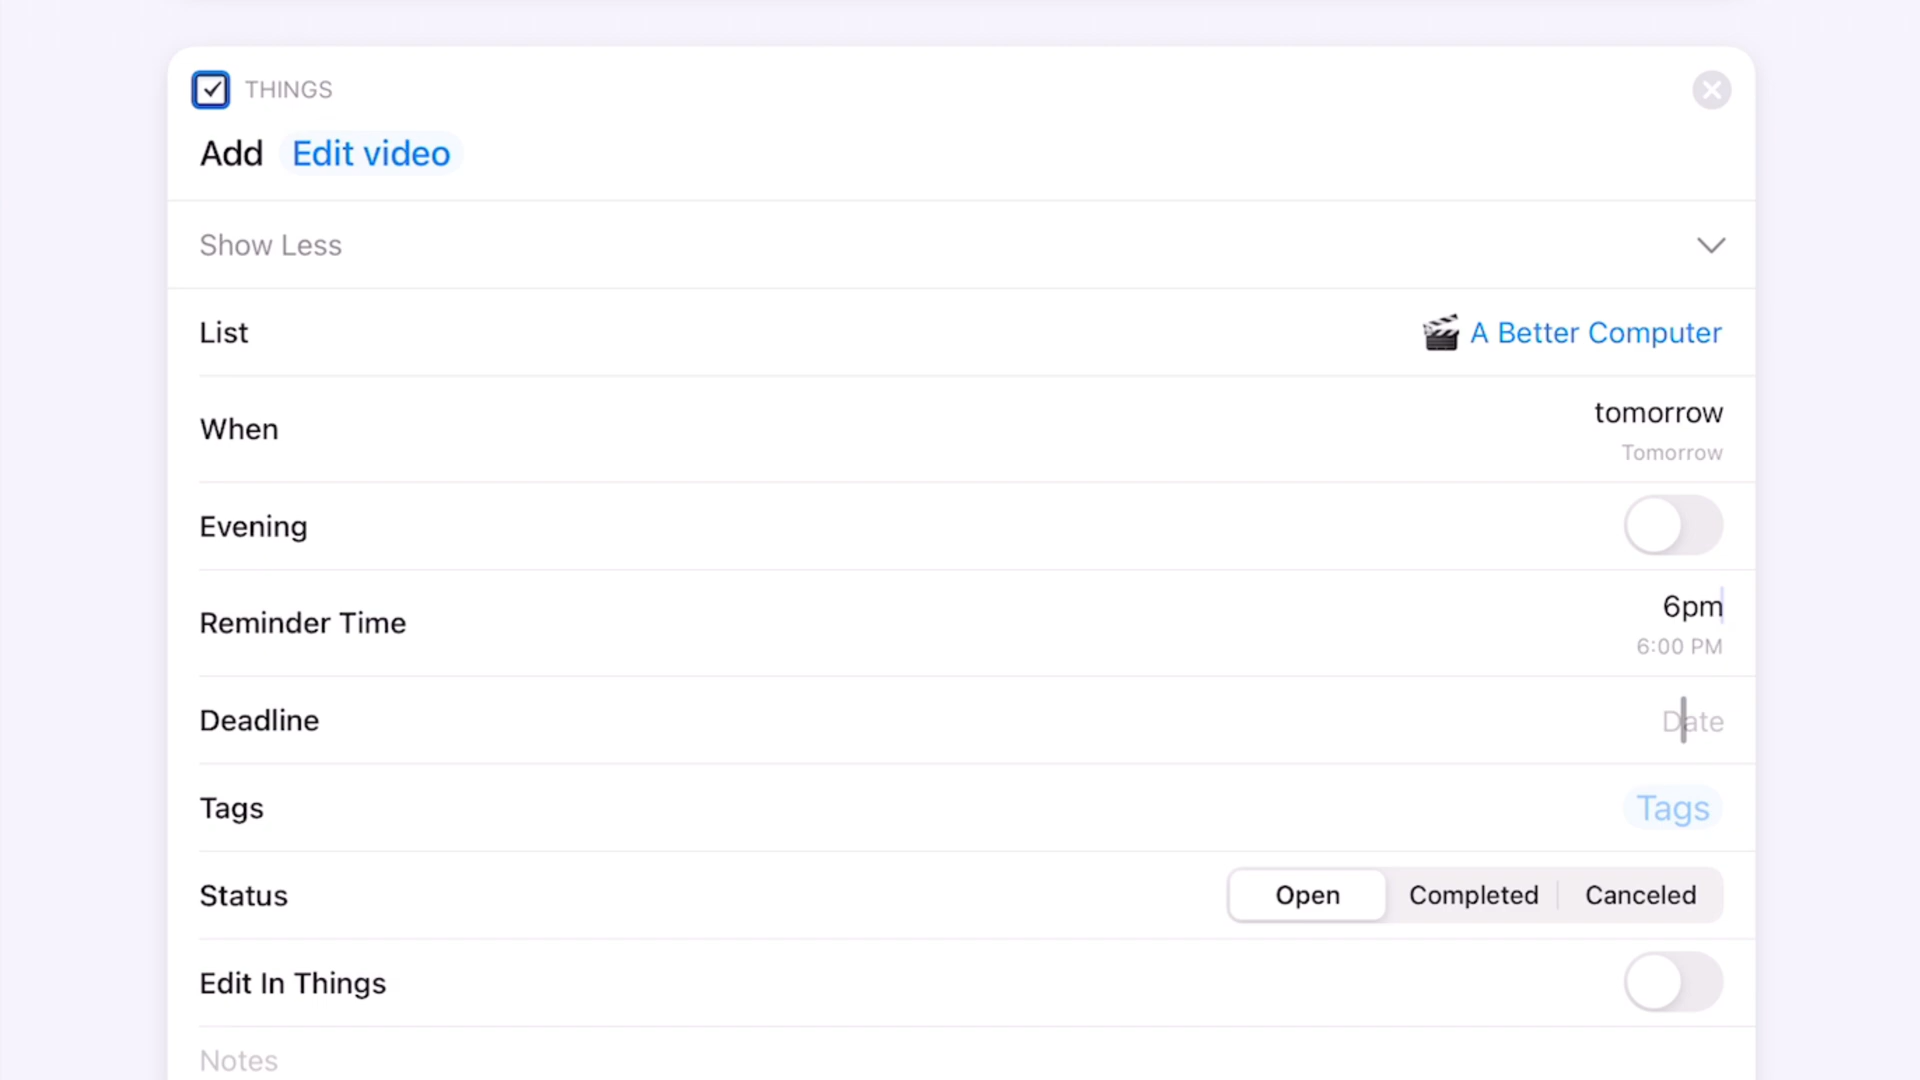 THINGS
Add Edit video
Show Less
List A Better Computer
When tomorrow
Tomorrow
Evening
Reminder Time 6pm
6:00 PM
Deadline Date
Tags Tags
Status Open Completed Canceled
Edit In Things
Notes